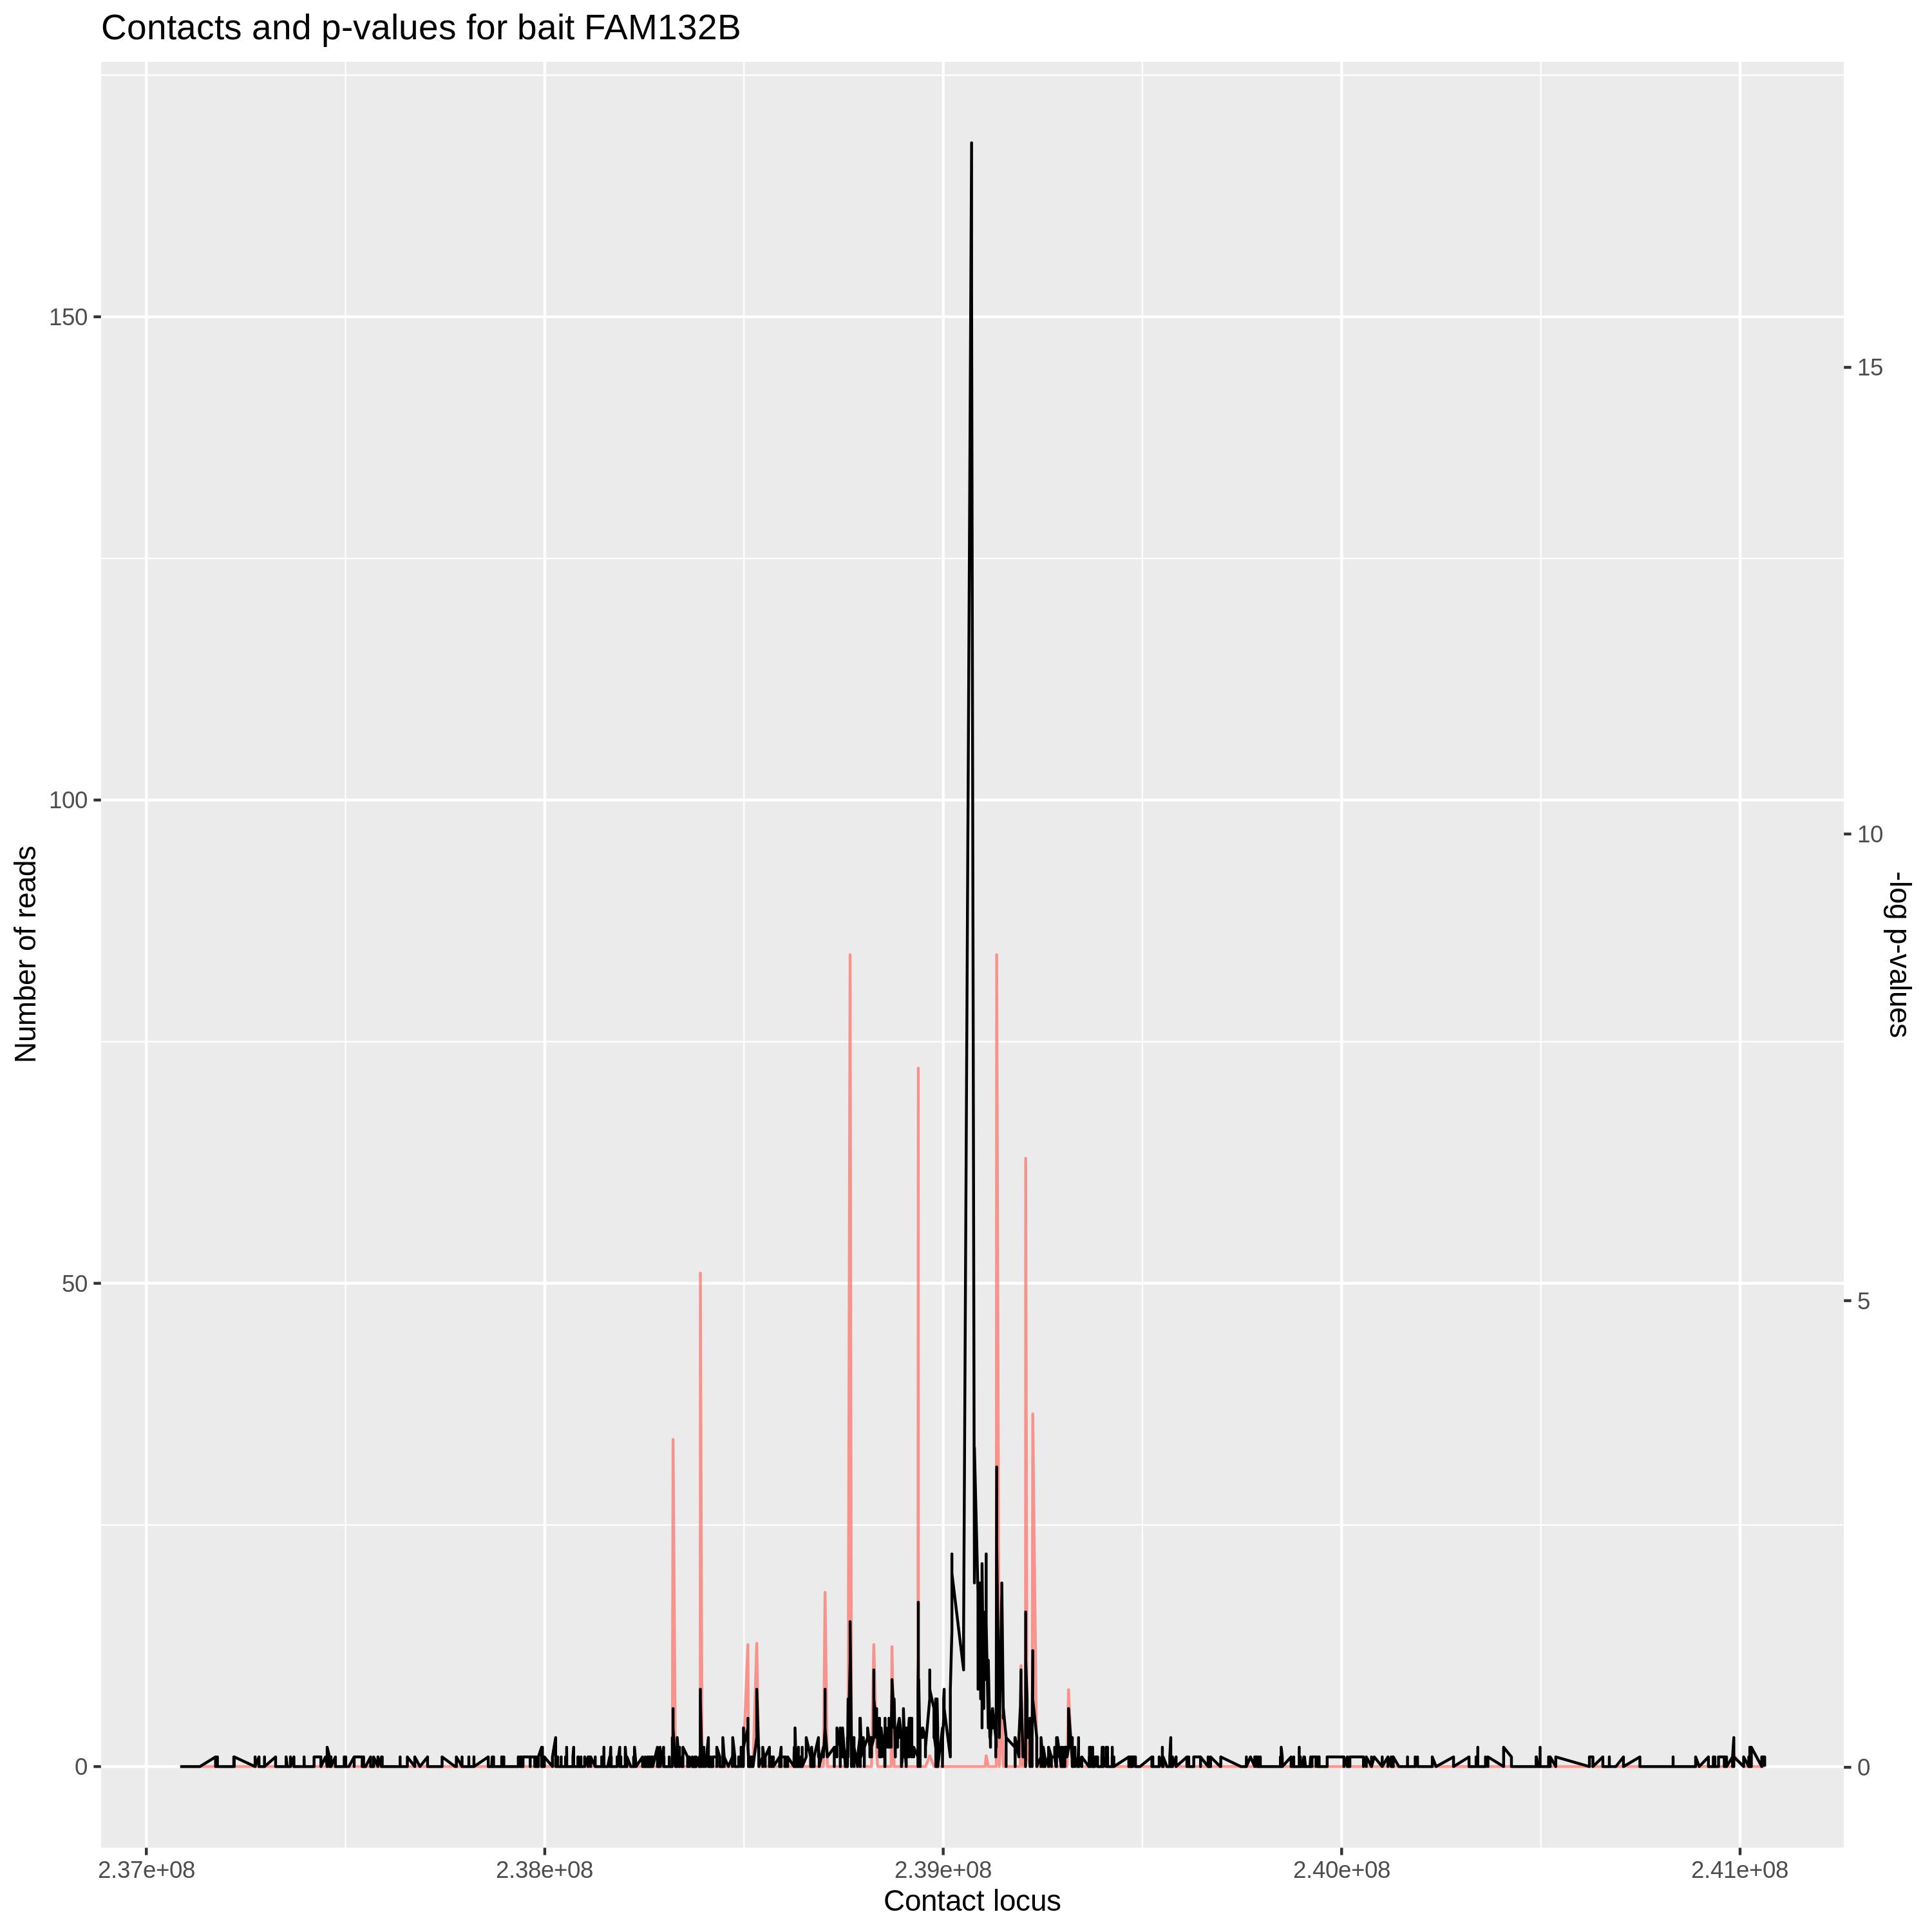 Contacts and p-values for bait FAM132B
150
100
50
0
Number of reads
15
10
5
0
-log p-values
2.37e+08
2.38e+08
2.39e+08
2.40e+08
2.41e+08
Contact locus